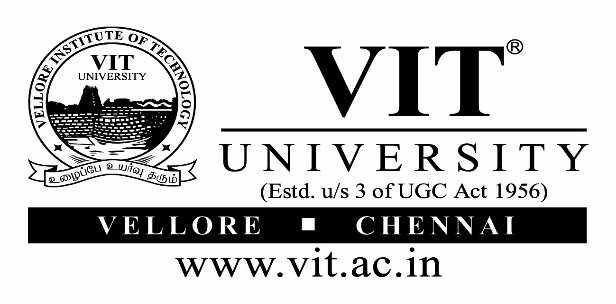 VELLORE INSTITUTE OF TECHNOLOGY
VIT
UNIVERSITY
உழைப்பே உயர்வு தரும்
VIT®
UNIVERSITY
(Estd. u/s 3 of UGC Act 1956)
VELLORE ■ CHENNAI
www.vit.ac.in